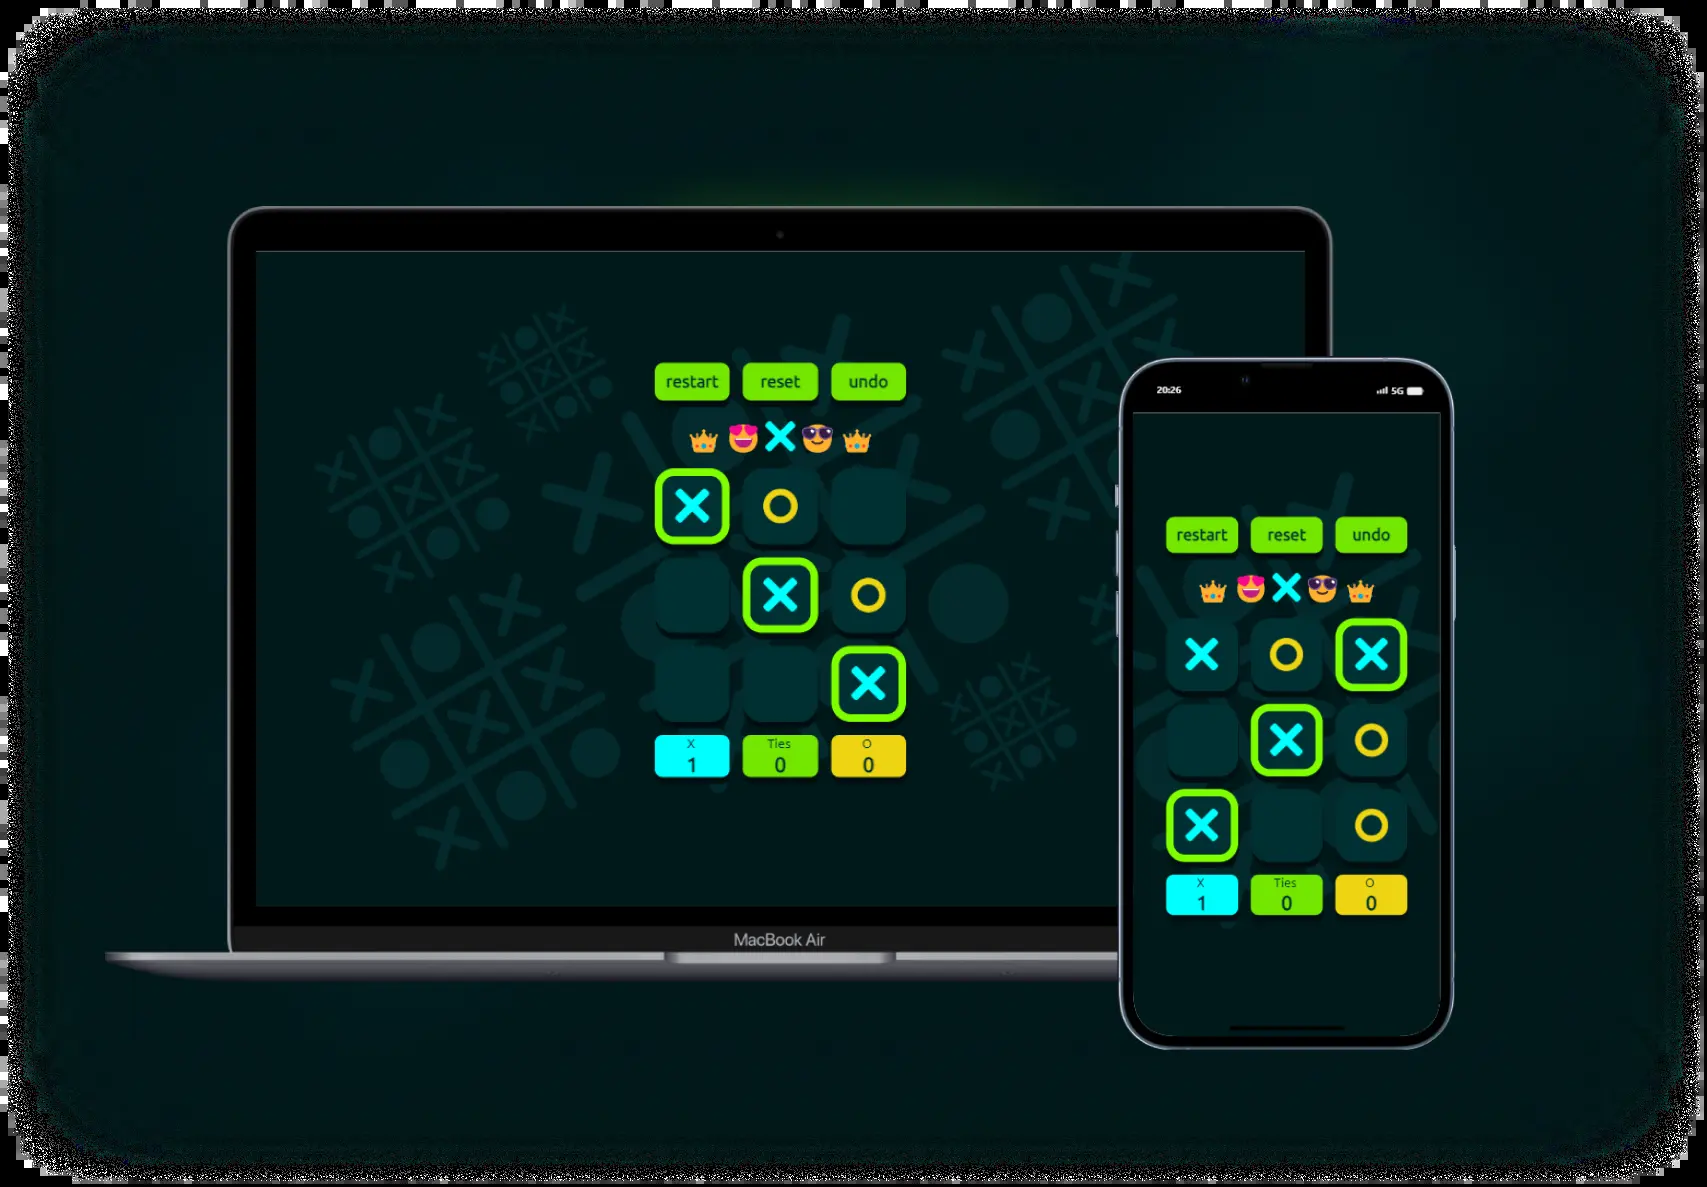 restart reset undo
X Ties O
1 0 0
MacBook Air
20:26 5G
restart reset undo
X Ties O
1 0 0